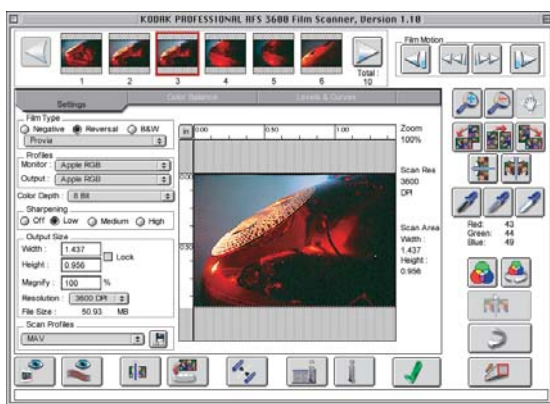 KODAK PROFESSIONAL RFS 3600 Film Scanner, Version 1.10
Film Motion
1 2 3 4 5 6
Total :
10
Settings
Color Balance
Levels & Curves
Film Type
Negative Reversal B&W
Provia
Profiles
Monitor : Apple RGB
Output : Apple RGB
Color Depth : 8 Bit
Sharpening
Off Low Medium High
Output Size
Width : 1.437
Height : 0.956
Lock
Magnify : 100 %
Resolution : 3600 DPI
File Size : 50.93 MB
Scan Profiles
MAV
in 0.00 0.50 1.00
0.00
0.50
Zoom
100%
Scan Res
3600
DPI
Scan Area
Width :
1.437
Height :
0.956
Red: 43
Green: 44
Blue: 49